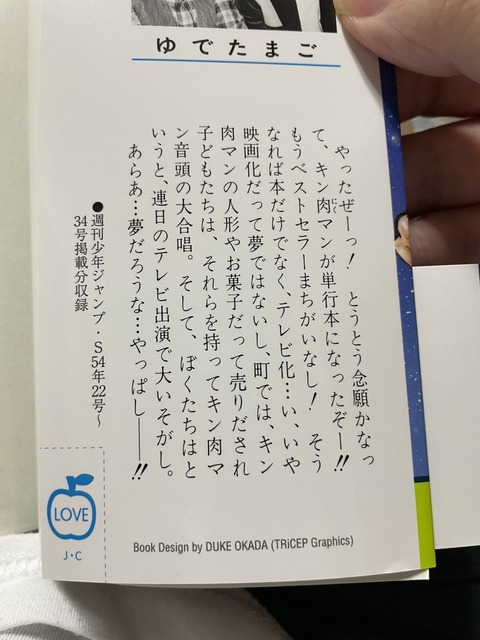 ゆでたまご
やったぜーっ！ とうとう念願かなっ
て、キン肉マンが単行本になったぞー!!
もうベストセラーまちがいなし！ そう
なれば本だけでなく、テレビ化…い、いや
映画化だって夢ではないし、町では、キン
肉マンの人形やお菓子だって売りだされ
子どもたちは、それらを持ってキン肉マ
ン音頭の大合唱。そして、ぼくたちはと
いうと、連日のテレビ出演で大いそがし。
あらあ…夢だろうな…やっぱし──!!
●週刊少年ジャンプ・S54年22号～
34号掲載分収録
LOVE
J・C
Book Design by DUKE OKADA (TRiCEP Graphics)